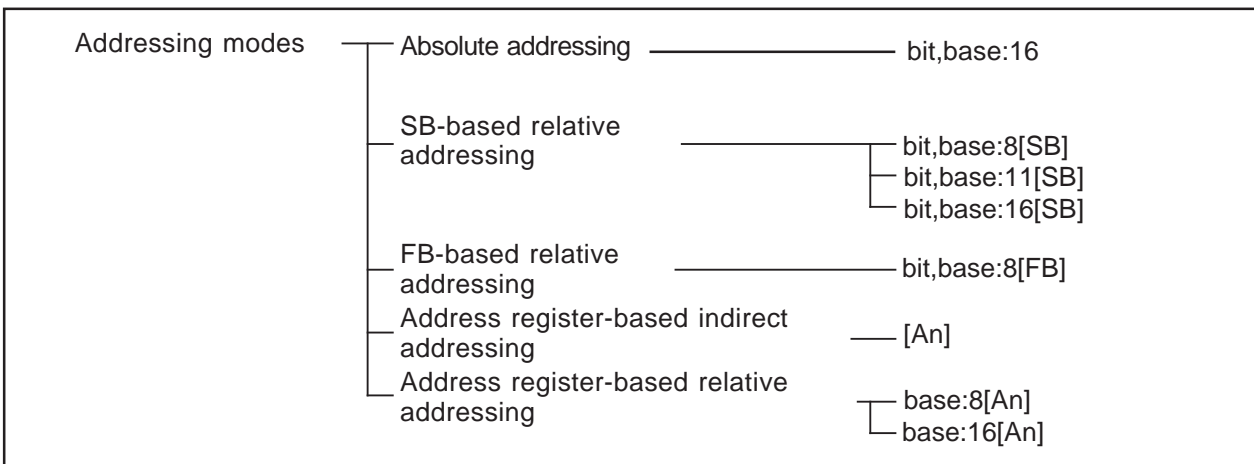 Addressing modes
Absolute addressing
bit,base:16
SB-based relative
addressing
bit,base:8[SB]
bit,base:11[SB]
bit,base:16[SB]
FB-based relative
addressing
bit,base:8[FB]
Address register-based indirect
addressing
[An]
Address register-based relative
addressing
base:8[An]
base:16[An]